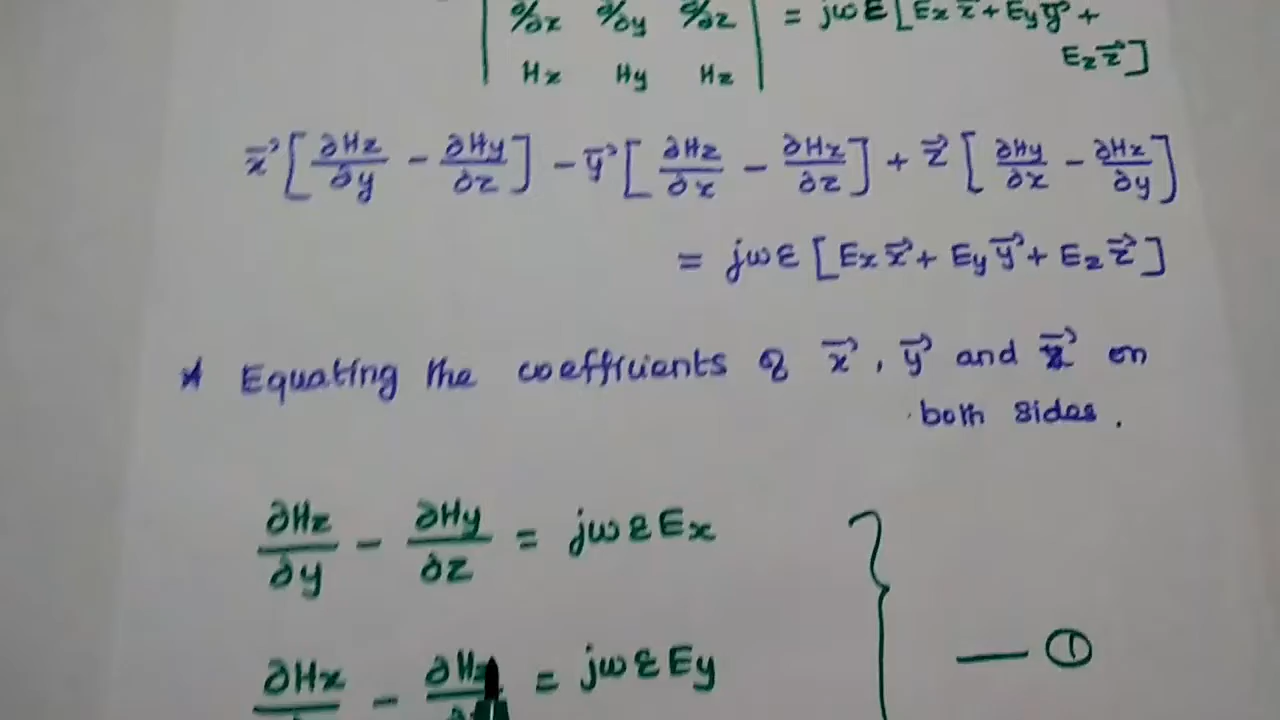 | ∂/∂x ∂/∂y ∂/∂z | = jωε [Ex x⃗ + Ey y⃗ +
Hx Hy Hz Ez z⃗]
x⃗ [∂Hz/∂y − ∂Hy/∂z] − y⃗ [∂Hz/∂x − ∂Hx/∂z] + z⃗ [∂Hy/∂x − ∂Hx/∂y]
= jωε [Ex x⃗ + Ey y⃗ + Ez z⃗]
* Equating the coefficients of x⃗, y⃗ and z⃗ on
both sides.
∂Hz/∂y − ∂Hy/∂z = jωε Ex
∂Hx − = jωε Ey
— ①